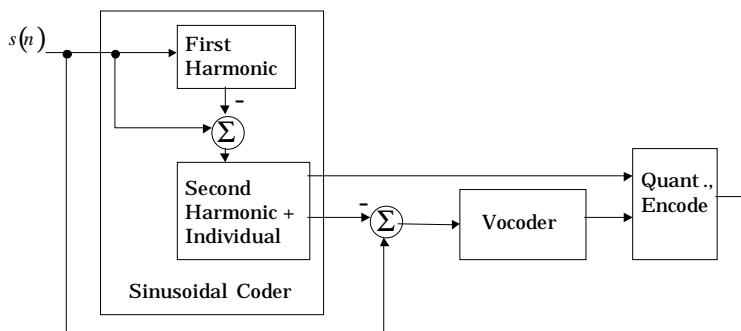 s(n)
First
Harmonic
-
Σ
Second
Harmonic +
Individual
Sinusoidal Coder
-
Σ
Vocoder
Quant .,
Encode